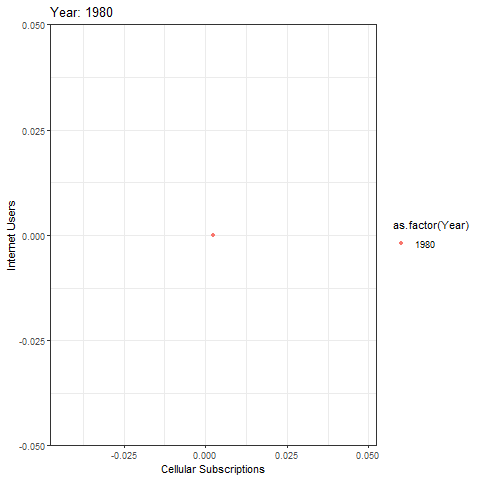 Year: 1980
0.050
0.025
0.000
-0.025
-0.050
Internet Users
-0.025
0.000
0.025
0.050
Cellular Subscriptions
as.factor(Year)
1980